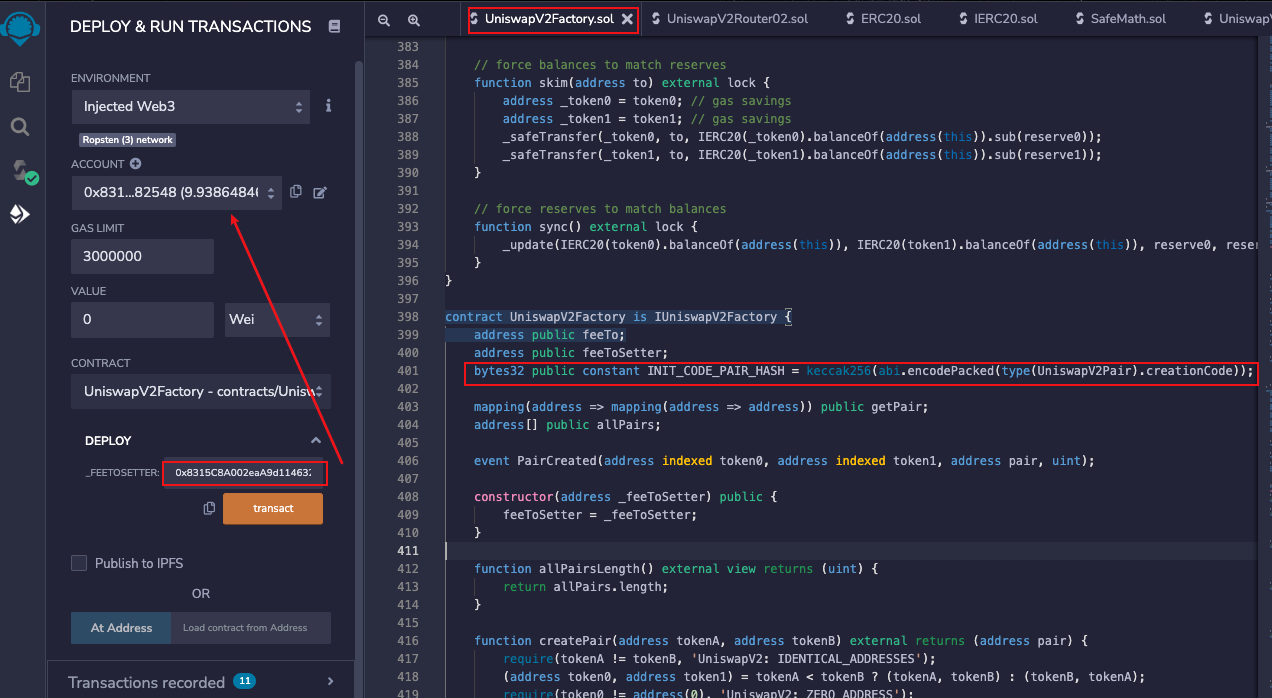 DEPLOY & RUN TRANSACTIONS
ENVIRONMENT
Injected Web3
Ropsten (3) network
ACCOUNT
0x831...82548 (9.93864846
GAS LIMIT
3000000
VALUE
0
Wei
CONTRACT
UniswapV2Factory - contracts/Unisw
DEPLOY
_FEETOSETTER:
0x8315C8A002eaA9d114632
transact
Publish to IPFS
OR
At Address
Load contract from Address
Transactions recorded
11
UniswapV2Factory.sol
UniswapV2Router02.sol
ERC20.sol
IERC20.sol
SafeMath.sol
Uniswap
383
384 // force balances to match reserves
385 function skim(address to) external lock {
386 address _token0 = token0; // gas savings
387 address _token1 = token1; // gas savings
388 _safeTransfer(_token0, to, IERC20(_token0).balanceOf(address(this)).sub(reserve0));
389 _safeTransfer(_token1, to, IERC20(_token1).balanceOf(address(this)).sub(reserve1));
390 }
391
392 // force reserves to match balances
393 function sync() external lock {
394 _update(IERC20(token0).balanceOf(address(this)), IERC20(token1).balanceOf(address(this)), reserve0, reser
395 }
396 }
397
398 contract UniswapV2Factory is IUniswapV2Factory {
399 address public feeTo;
400 address public feeToSetter;
401 bytes32 public constant INIT_CODE_PAIR_HASH = keccak256(abi.encodePacked(type(UniswapV2Pair).creationCode));
402
403 mapping(address => mapping(address => address)) public getPair;
404 address[] public allPairs;
405
406 event PairCreated(address indexed token0, address indexed token1, address pair, uint);
407
408 constructor(address _feeToSetter) public {
409 feeToSetter = _feeToSetter;
410 }
411
412 function allPairsLength() external view returns (uint) {
413 return allPairs.length;
414 }
415
416 function createPair(address tokenA, address tokenB) external returns (address pair) {
417 require(tokenA != tokenB, 'UniswapV2: IDENTICAL_ADDRESSES');
418 (address token0, address token1) = tokenA < tokenB ? (tokenA, tokenB) : (tokenB, tokenA);
419 require(token0 != address(0), 'UniswapV2: ZERO_ADDRESS');